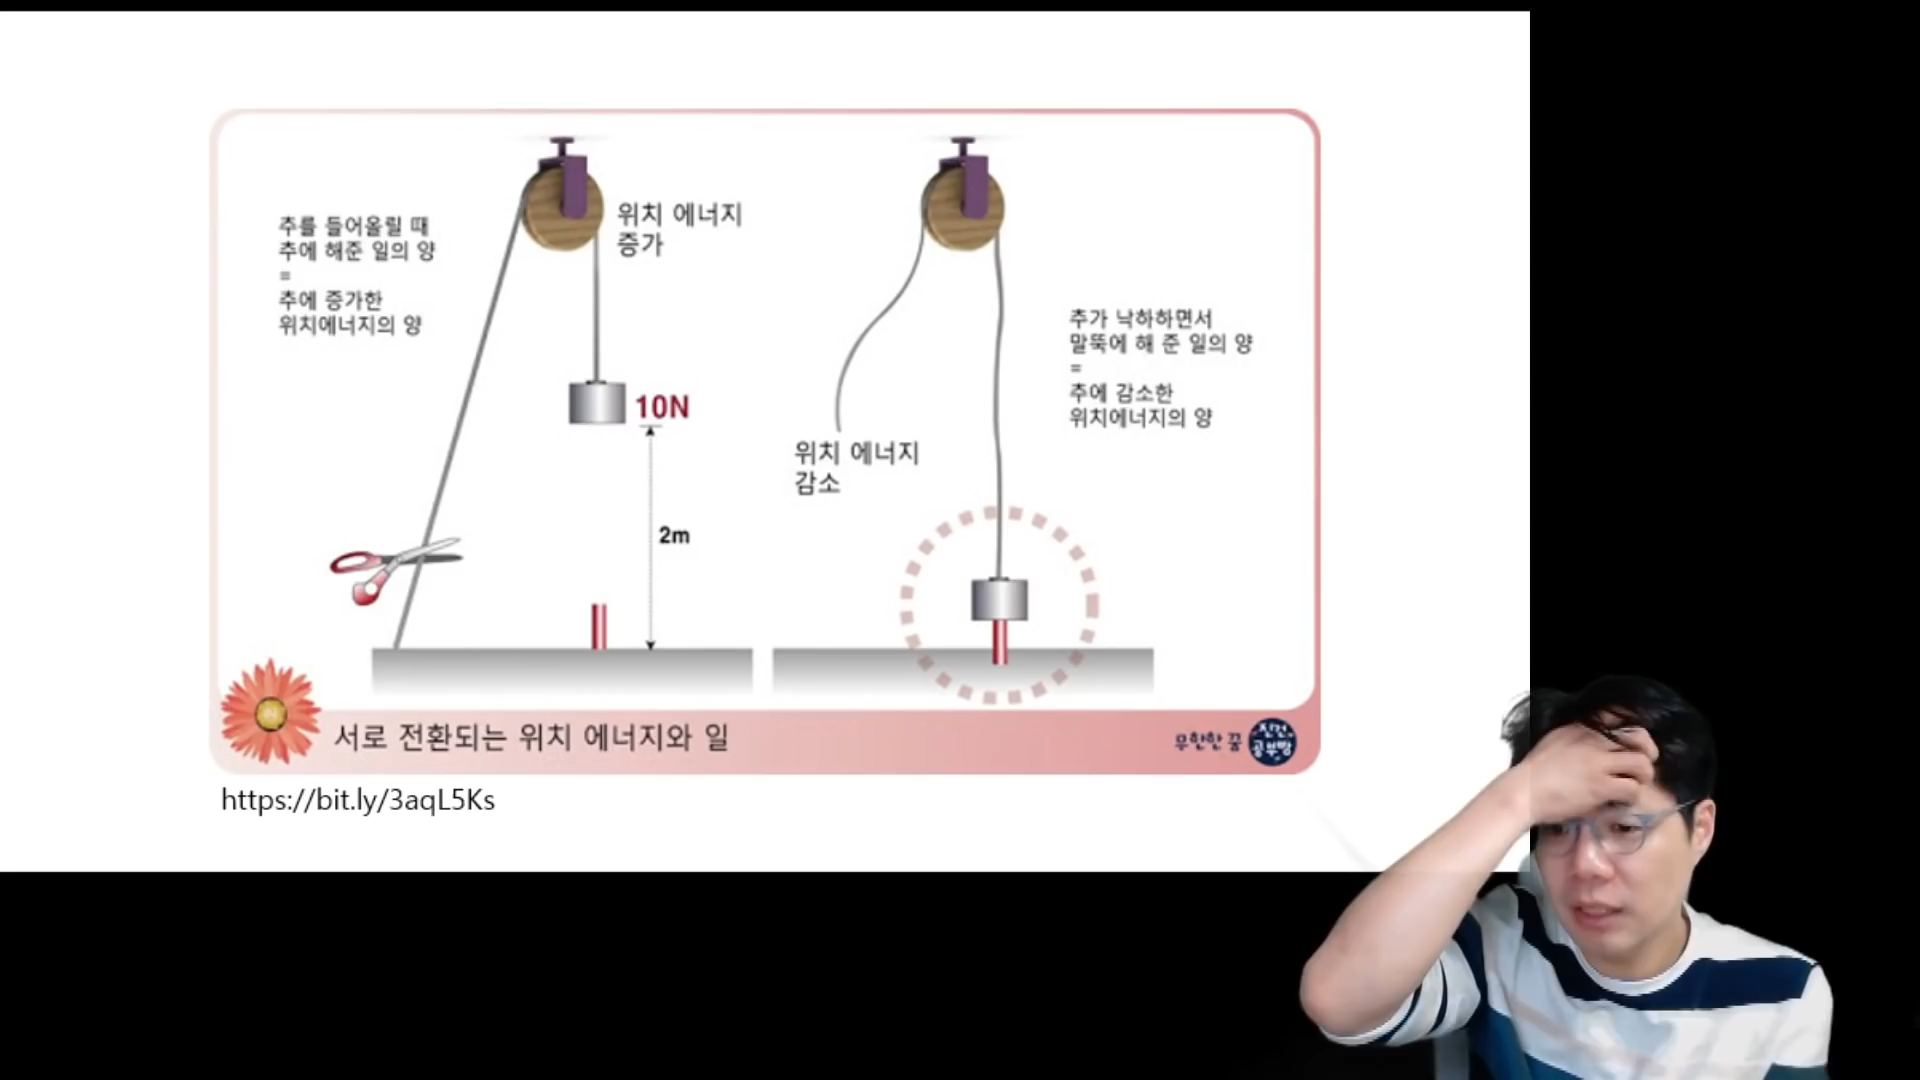 추를 들어올릴 때
추에 해준 일의 양
=
추에 증가한
위치에너지의 양
위치 에너지
증가
10N
2m
위치 에너지
감소
추가 낙하하면서
말뚝에 해 준 일의 양
=
추에 감소한
위치에너지의 양
서로 전환되는 위치 에너지와 일
무한한 꿈
공부방
https://bit.ly/3aqL5Ks